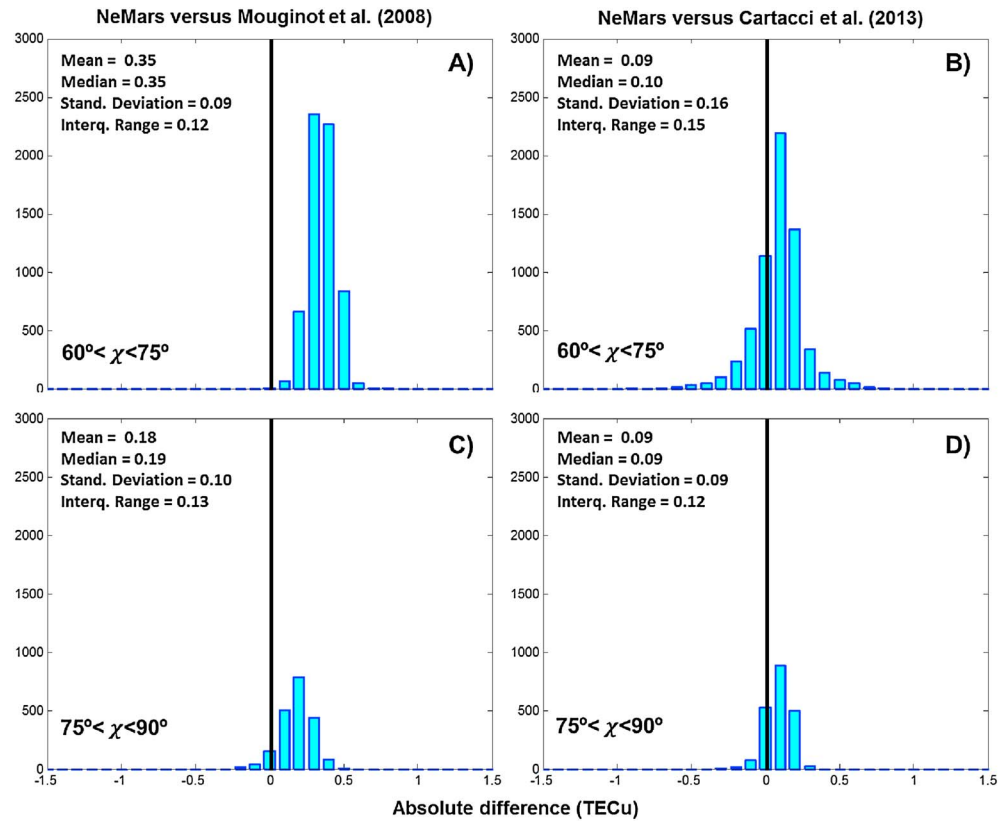 NeMars versus Mouginot et al. (2008)
NeMars versus Cartacci et al. (2013)
3000
2500
2000
1500
1000
500
0
Mean = 0.35
Median = 0.35
Stand. Deviation = 0.09
Interq. Range = 0.12
A)
60º< χ<75º
3000
2500
2000
1500
1000
500
0
Mean = 0.09
Median = 0.10
Stand. Deviation = 0.16
Interq. Range = 0.15
B)
60º< χ<75º
3000
2500
2000
1500
1000
500
0
Mean = 0.18
Median = 0.19
Stand. Deviation = 0.10
Interq. Range = 0.13
C)
75º< χ<90º
-1.5 -1 -0.5 0 0.5 1 1.5
3000
2500
2000
1500
1000
500
0
Mean = 0.09
Median = 0.09
Stand. Deviation = 0.09
Interq. Range = 0.12
D)
75º< χ<90º
-1.5 -1 -0.5 0 0.5 1 1.5
Absolute difference (TECu)